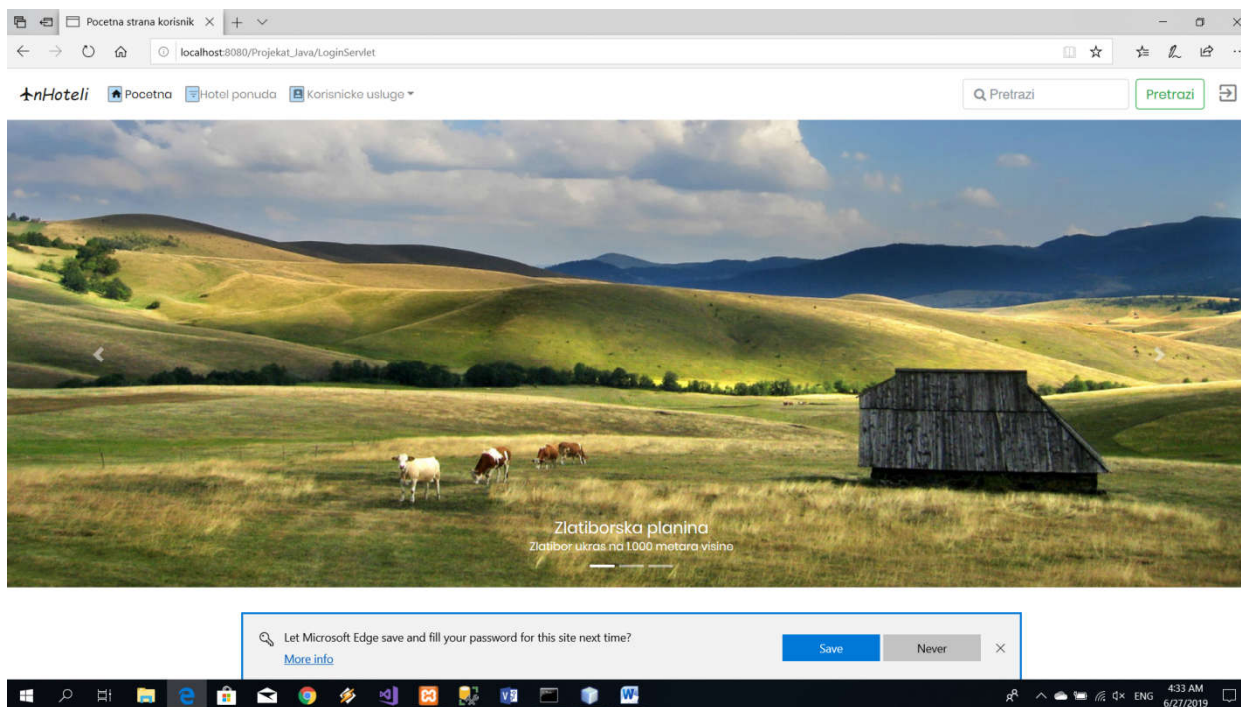 Pocetna strana korisnik
localhost:8080/Projekat_Java/LoginServlet
nHoteli Pocetna Hotel ponuda Korisnicke usluge Pretrazi Pretrazi
Zlatiborska planina
Zlatibor ukras na 1000 metara visine
Let Microsoft Edge save and fill your password for this site next time?
More info
Save Never
ENG 4:33 AM
6/27/2019